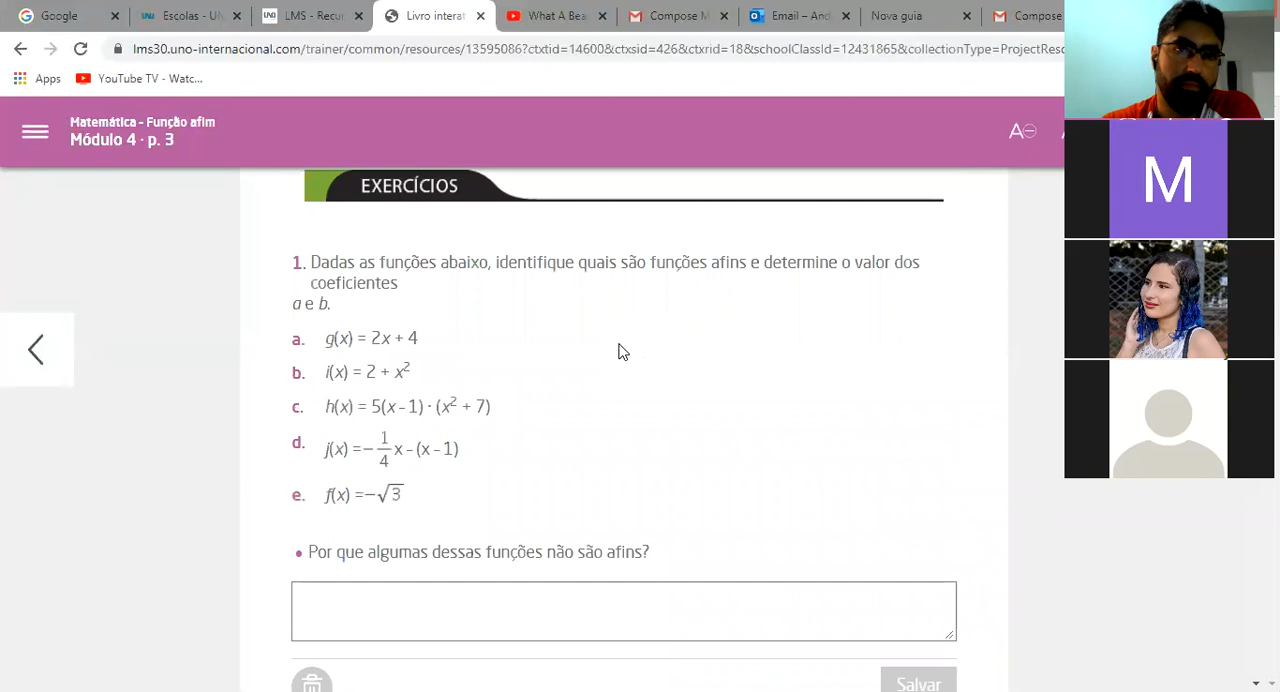 Google
Escolas - UN
LMS - Recur
Livro interat
What A Bea
Compose M
Email – And
Nova guia
Compose
lms30.uno-internacional.com/trainer/common/resources/13595086?ctxtid=14600&ctxsid=426&ctxrid=18&schoolClassId=12431865&collectionType=ProjectReso
Apps
YouTube TV - Watc...
Matemática – Função afim
Módulo 4 · p. 3
A
EXERCÍCIOS
1. Dadas as funções abaixo, identifique quais são funções afins e determine o valor dos
coeficientes
a e b.
a. g(x) = 2x + 4
b. i(x) = 2 + x²
c. h(x) = 5(x – 1) · (x² + 7)
d. j(x) =– 1/4 x – (x – 1)
e. f(x) =–√3
• Por que algumas dessas funções não são afins?
Salvar
M